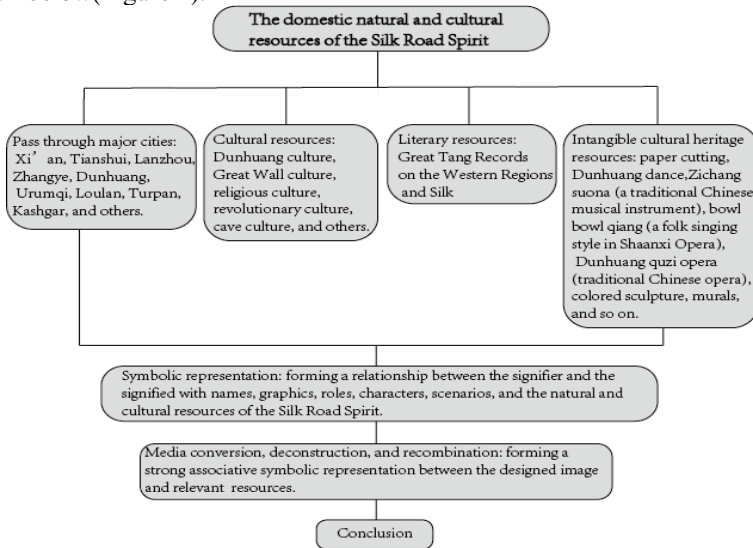 The domestic natural and cultural
resources of the Silk Road Spirit
Pass through major cities:
Xi' an, Tianshui, Lanzhou,
Zhangye, Dunhuang,
Urumqi, Loulan, Turpan,
Kashgar, and others.
Cultural resources:
Dunhuang culture,
Great Wall culture,
religious culture,
revolutionary culture,
cave culture, and others.
Literary resources:
Great Tang Records
on the Western Regions
and Silk
Intangible cultural heritage
resources: paper cutting,
Dunhuang dance,Zichang
suona (a traditional Chinese
musical instrument), bowl
bowl qiang (a folk singing
style in Shaanxi Opera),
Dunhuang quzi opera
(traditional Chinese opera),
colored sculpture, murals,
and so on.
Symbolic representation: forming a relationship between the signifier and the
signified with names, graphics, roles, characters, scenarios, and the natural and
cultural resources of the Silk Road Spirit.
Media conversion, deconstruction, and recombination: forming a
strong associative symbolic representation between the designed image
and relevant resources.
Conclusion